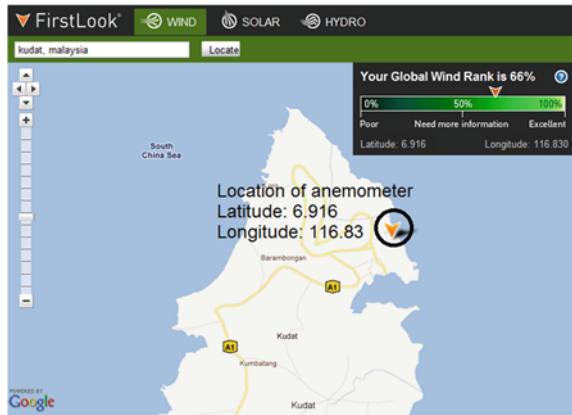 FirstLook® WIND SOLAR HYDRO
kudat, malaysia Locate
Your Global Wind Rank is 66% ?
0% 50% 100%
Poor Need more information Excellent
Latitude: 6.916 Longitude: 116.830
South
China Sea
Location of anemometer
Latitude: 6.916
Longitude: 116.83
Barambongan
A1
Kudat
A1
Kumbatang
POWERED BY
Google
Kudat